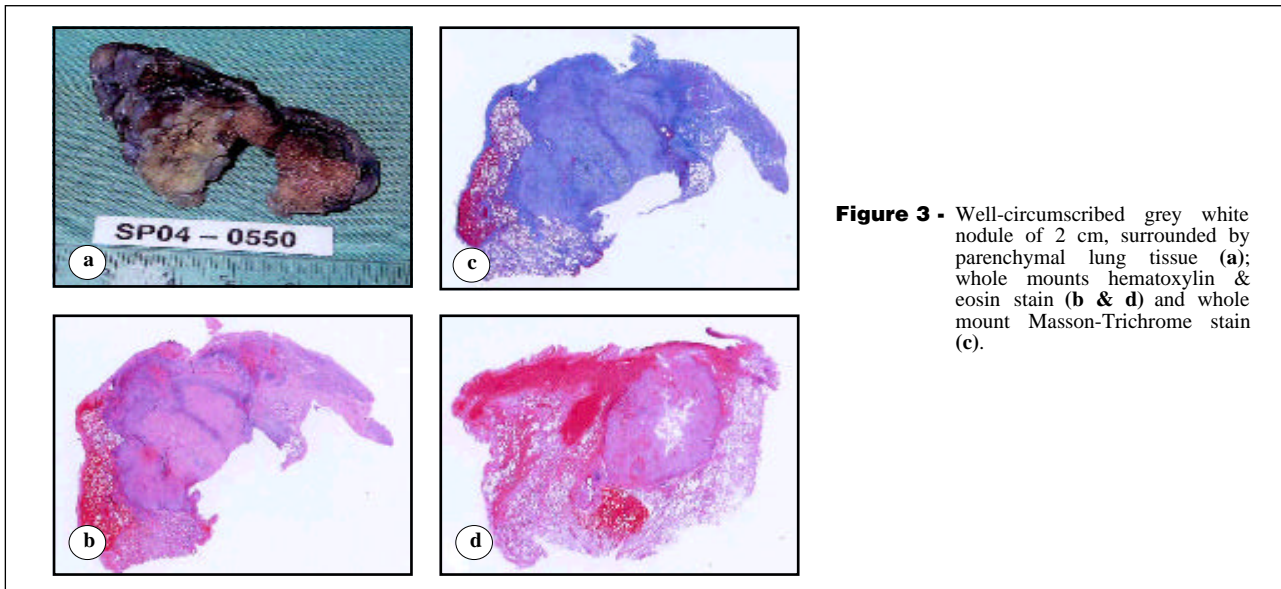 SP04 – 0550
a
c
b
d
Figure 3 - Well-circumscribed grey white
nodule of 2 cm, surrounded by
parenchymal lung tissue (a);
whole mounts hematoxylin &
eosin stain (b & d) and whole
mount Masson-Trichrome stain
(c).